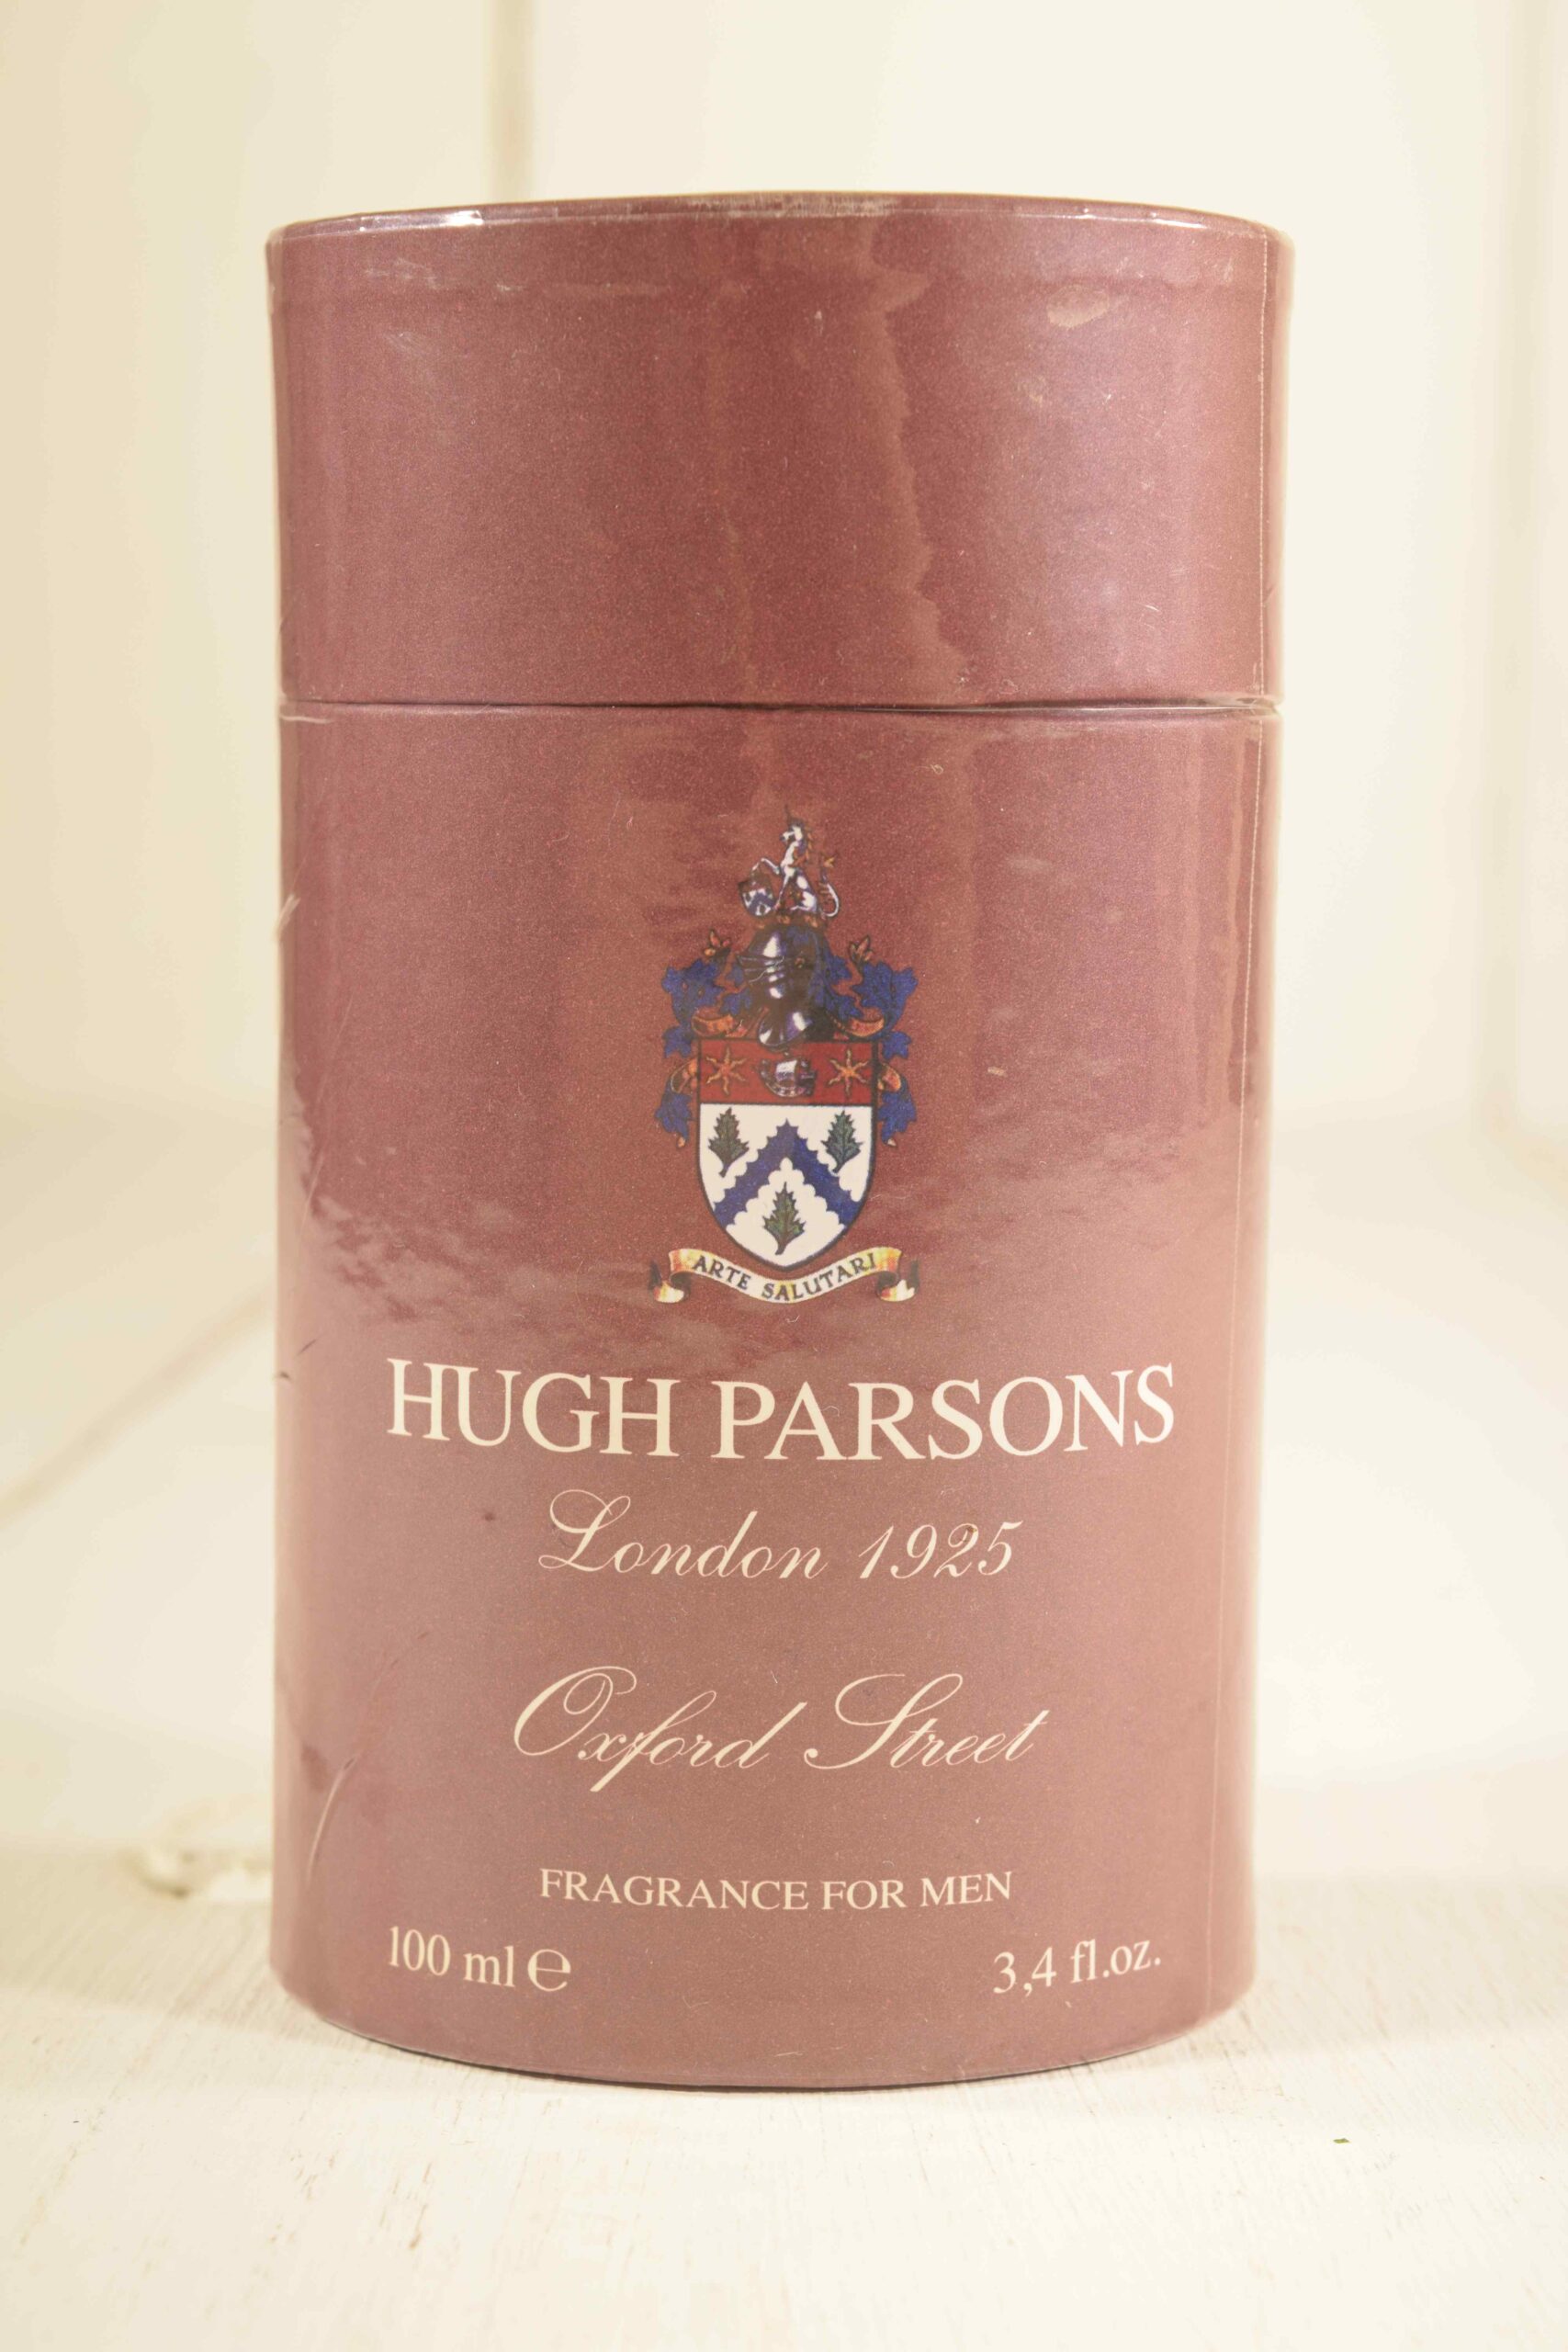 ARTE SALUTARI
HUGH PARSONS
London 1925
Oxford Street
FRAGRANCE FOR MEN
100 ml ℮
3,4 fl.oz.